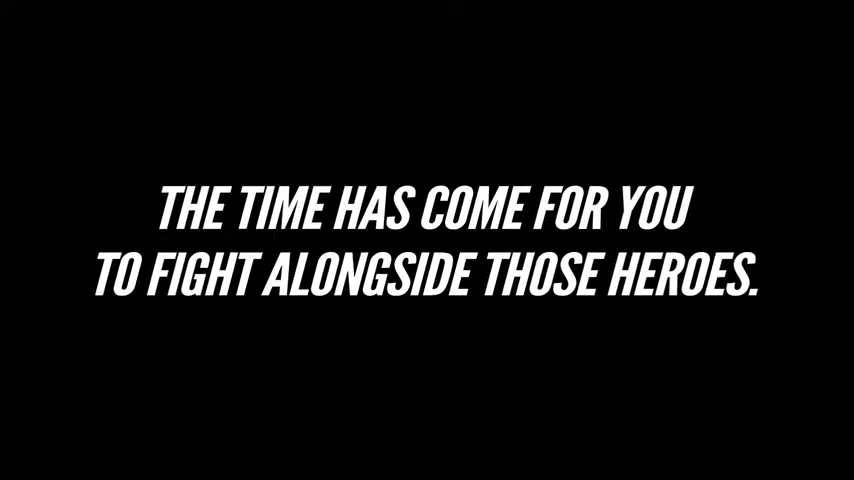 THE TIME HAS COME FOR YOU
TO FIGHT ALONGSIDE THOSE HEROES.